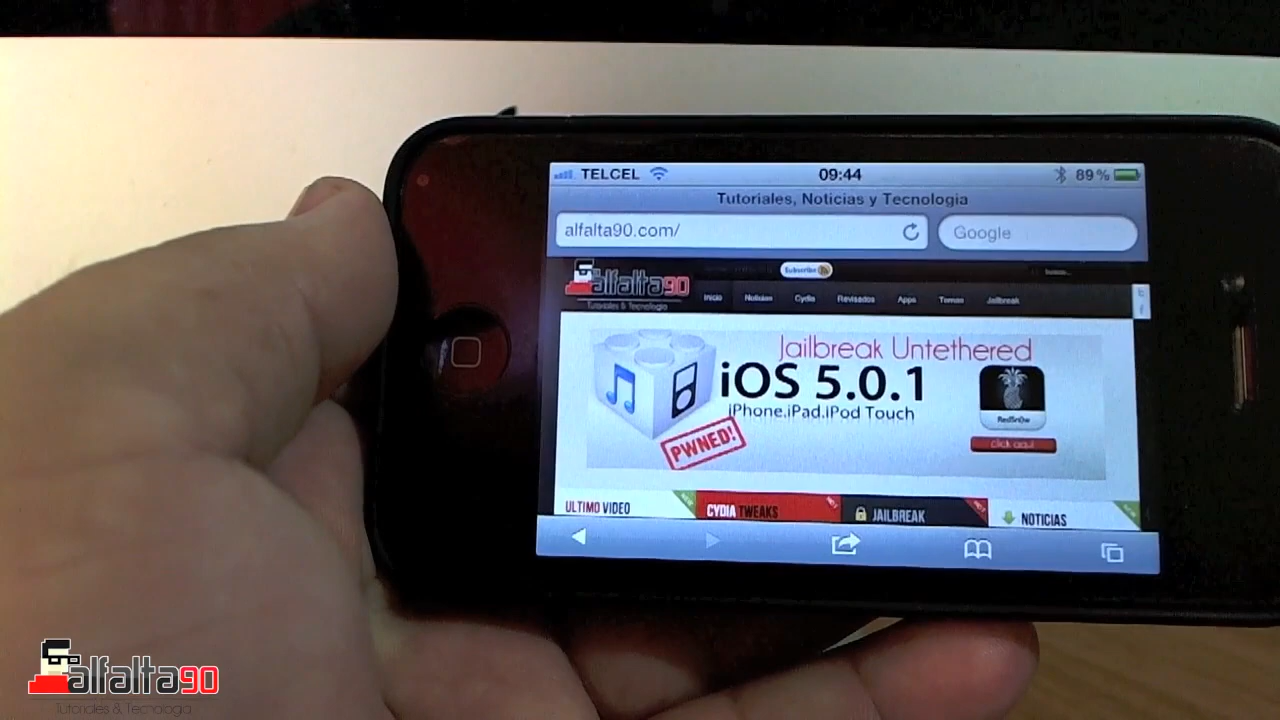 TELCEL 09:44 89%
Tutoriales, Noticias y Tecnologia
alfalta90.com/ Google
Subscribe
alfalta90
Tutoriales & Tecnologia
Inicio Noticias Cydia Revisados Apps Temas Jailbreak
Jailbreak Untethered
iOS 5.0.1
iPhone.iPad.iPod Touch
PWNED!
RedSn0w
click aqui
ULTIMO VIDEO CYDIA TWEAKS JAILBREAK NOTICIAS
alfalta90
Tutoriales & Tecnologia